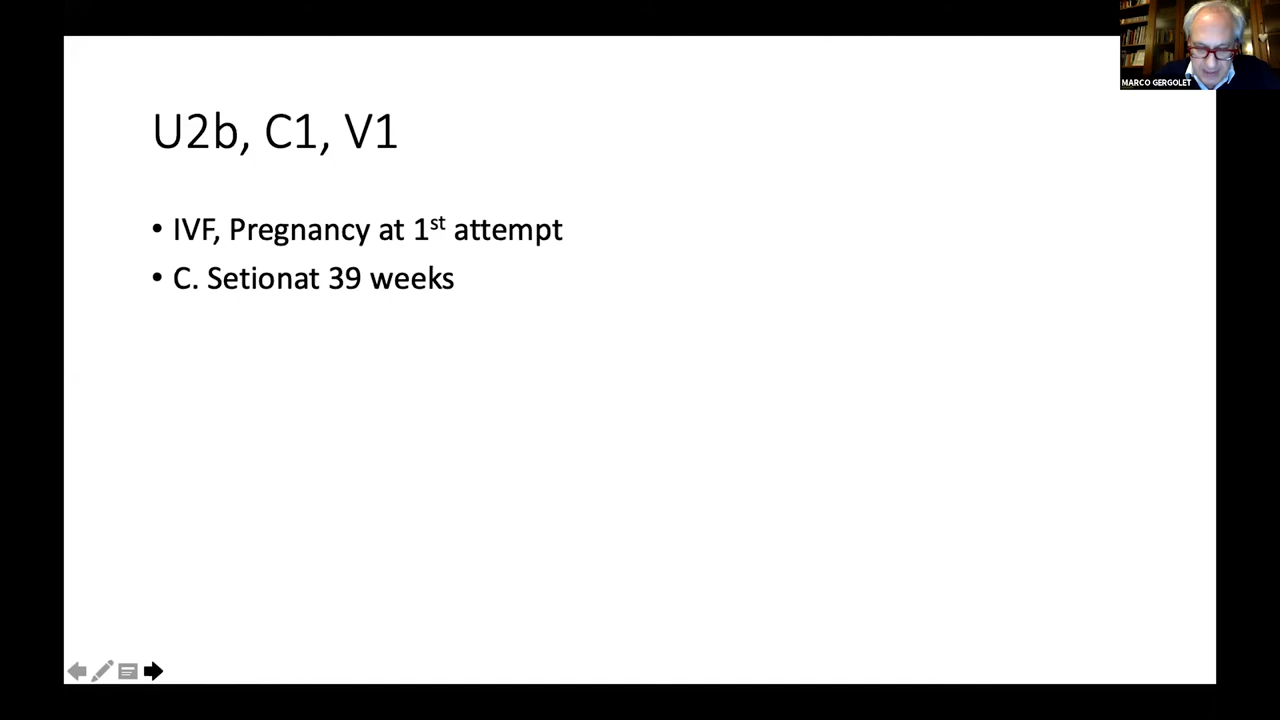 MARCO GERGOLET
U2b, C1, V1
• IVF, Pregnancy at 1st attempt
• C. Setionat 39 weeks